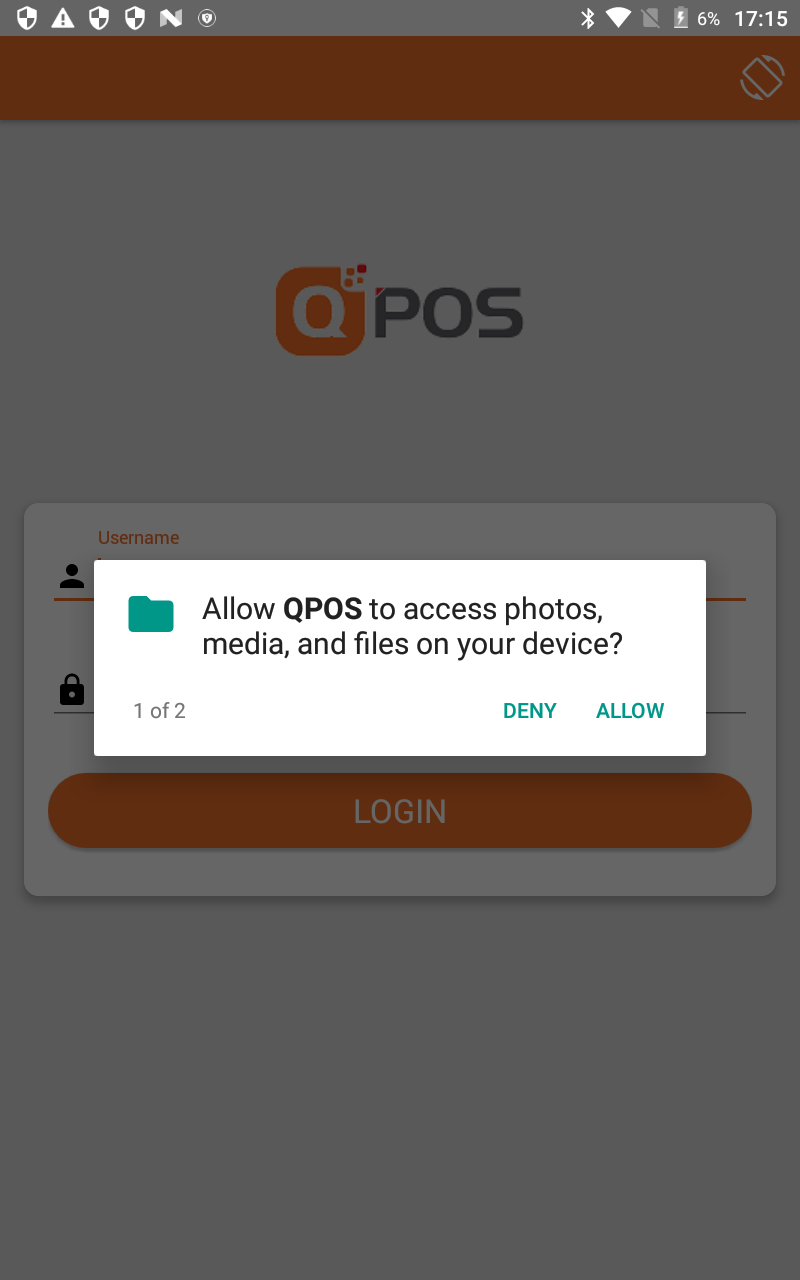 6% 17:15
QPOS
Username
Allow QPOS to access photos,
media, and files on your device?
1 of 2 DENY ALLOW
LOGIN